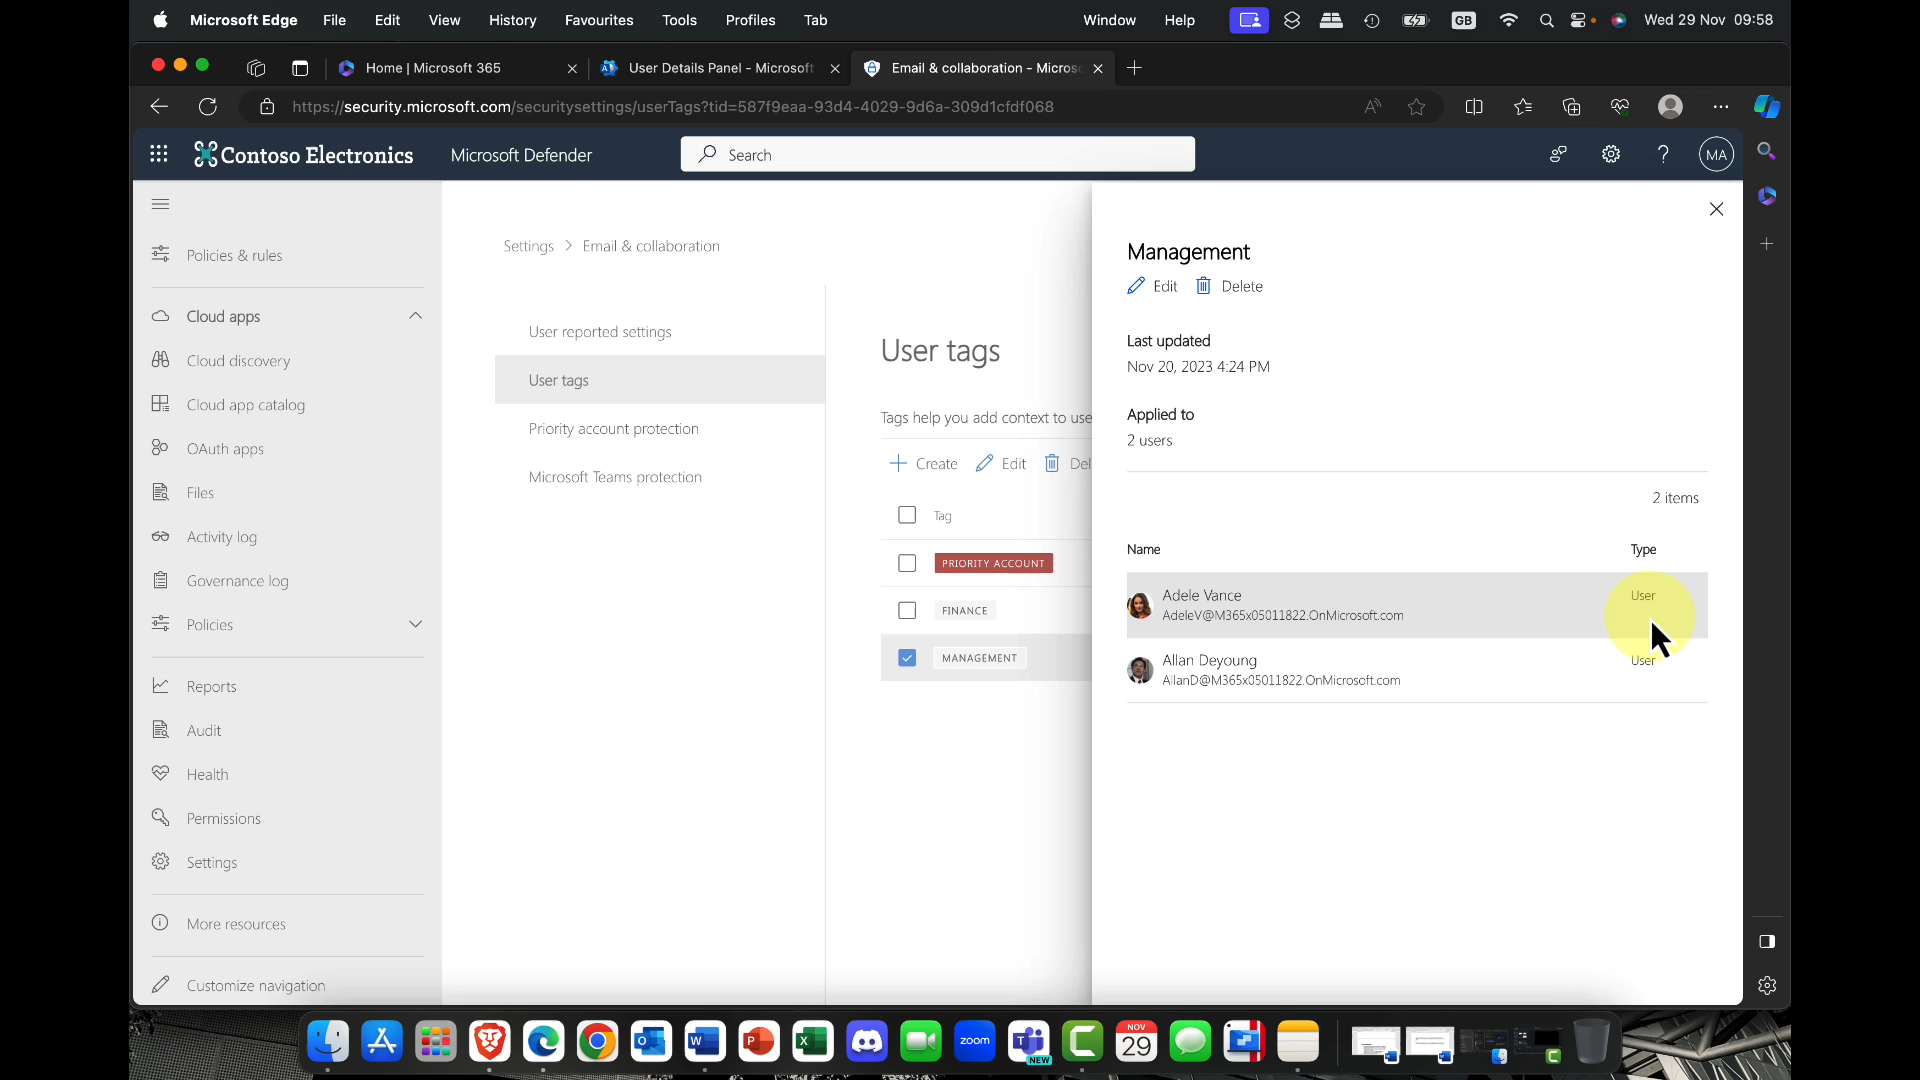 Microsoft Edge File Edit View History Favourites Tools Profiles Tab Window Help GB Wed 29 Nov 09:58
Home | Microsoft 365
User Details Panel - Microsoft
Email & collaboration - Micros
https://security.microsoft.com/securitysettings/userTags?tid=587f9eaa-93d4-4029-9d6a-309d1cfdf068
Contoso Electronics
Microsoft Defender
Search
MA
Policies & rules
Cloud apps
Cloud discovery
Cloud app catalog
OAuth apps
Files
Activity log
Governance log
Policies
Reports
Audit
Health
Permissions
Settings
More resources
Customize navigation
Settings > Email & collaboration
User reported settings
User tags
Priority account protection
Microsoft Teams protection
User tags
Tags help you add context to use
Create Edit Del
Tag
PRIORITY ACCOUNT
FINANCE
MANAGEMENT
Management
Edit Delete
Last updated
Nov 20, 2023 4:24 PM
Applied to
2 users
2 items
Name Type
Adele Vance User
AdeleV@M365x05011822.OnMicrosoft.com
Allan Deyoung User
AllanD@M365x05011822.OnMicrosoft.com
zoom
NEW
NOV
29